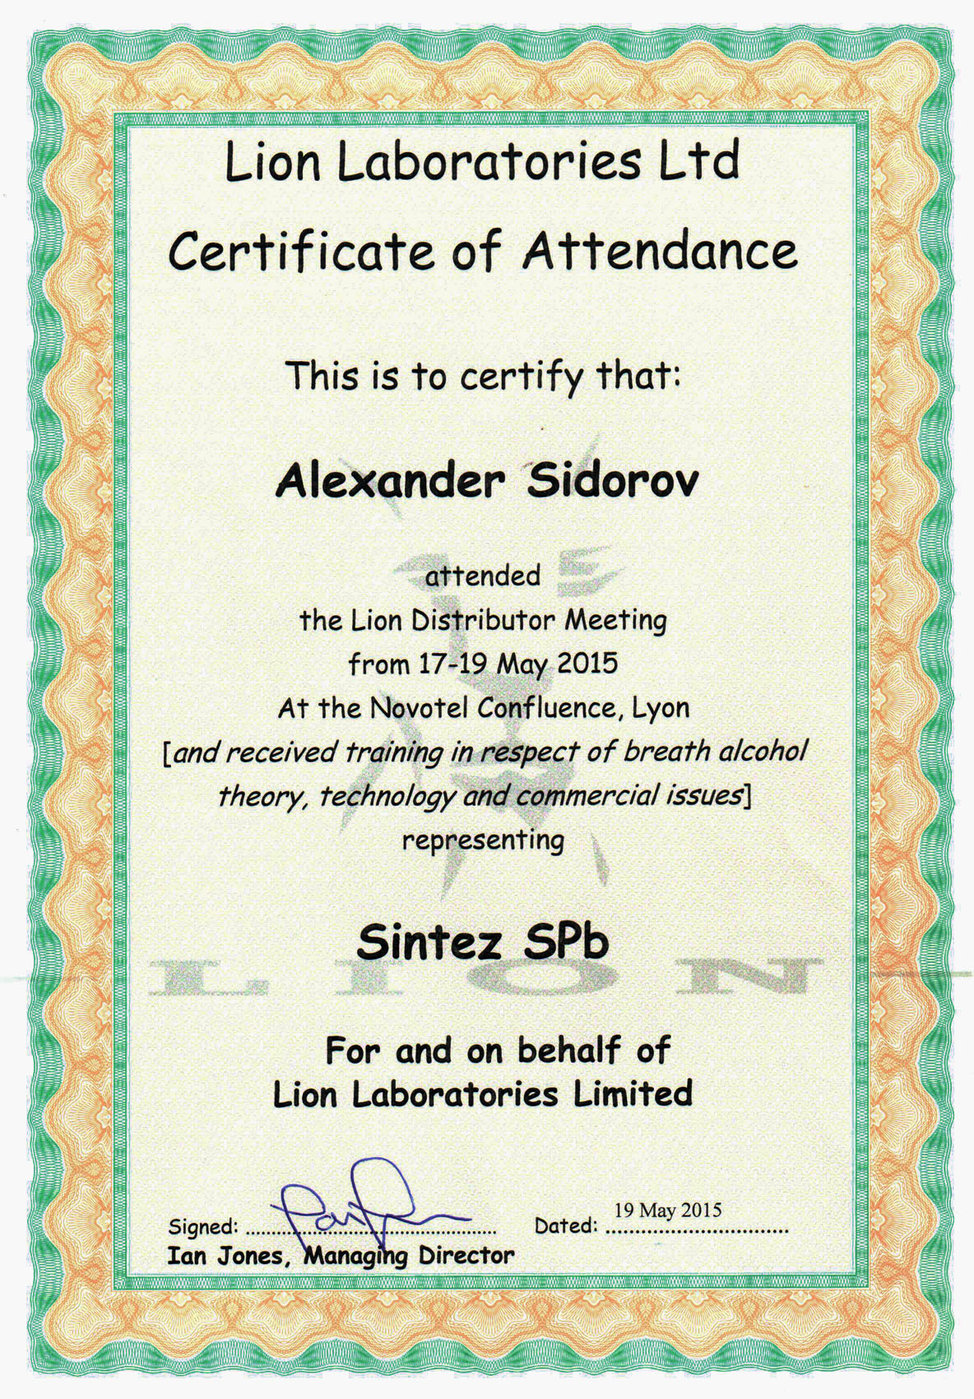 Lion Laboratories Ltd
Certificate of Attendance
This is to certify that:
Alexander Sidorov
attended
the Lion Distributor Meeting
from 17-19 May 2015
At the Novotel Confluence, Lyon
[and received training in respect of breath alcohol
theory, technology and commercial issues]
representing
Sintez SPb
LION
For and on behalf of
Lion Laboratories Limited
Signed: ........................................ Dated: 19 May 2015
Ian Jones, Managing Director